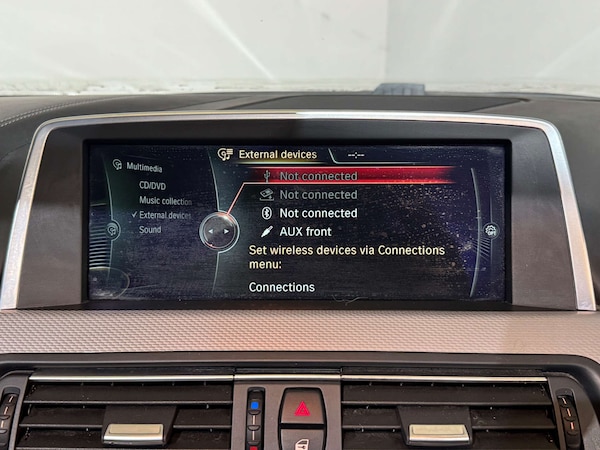 External devices --:--
Multimedia
CD/DVD
Music collection
External devices
Sound
Not connected
Not connected
Not connected
AUX front
Set wireless devices via Connections
menu:
Connections